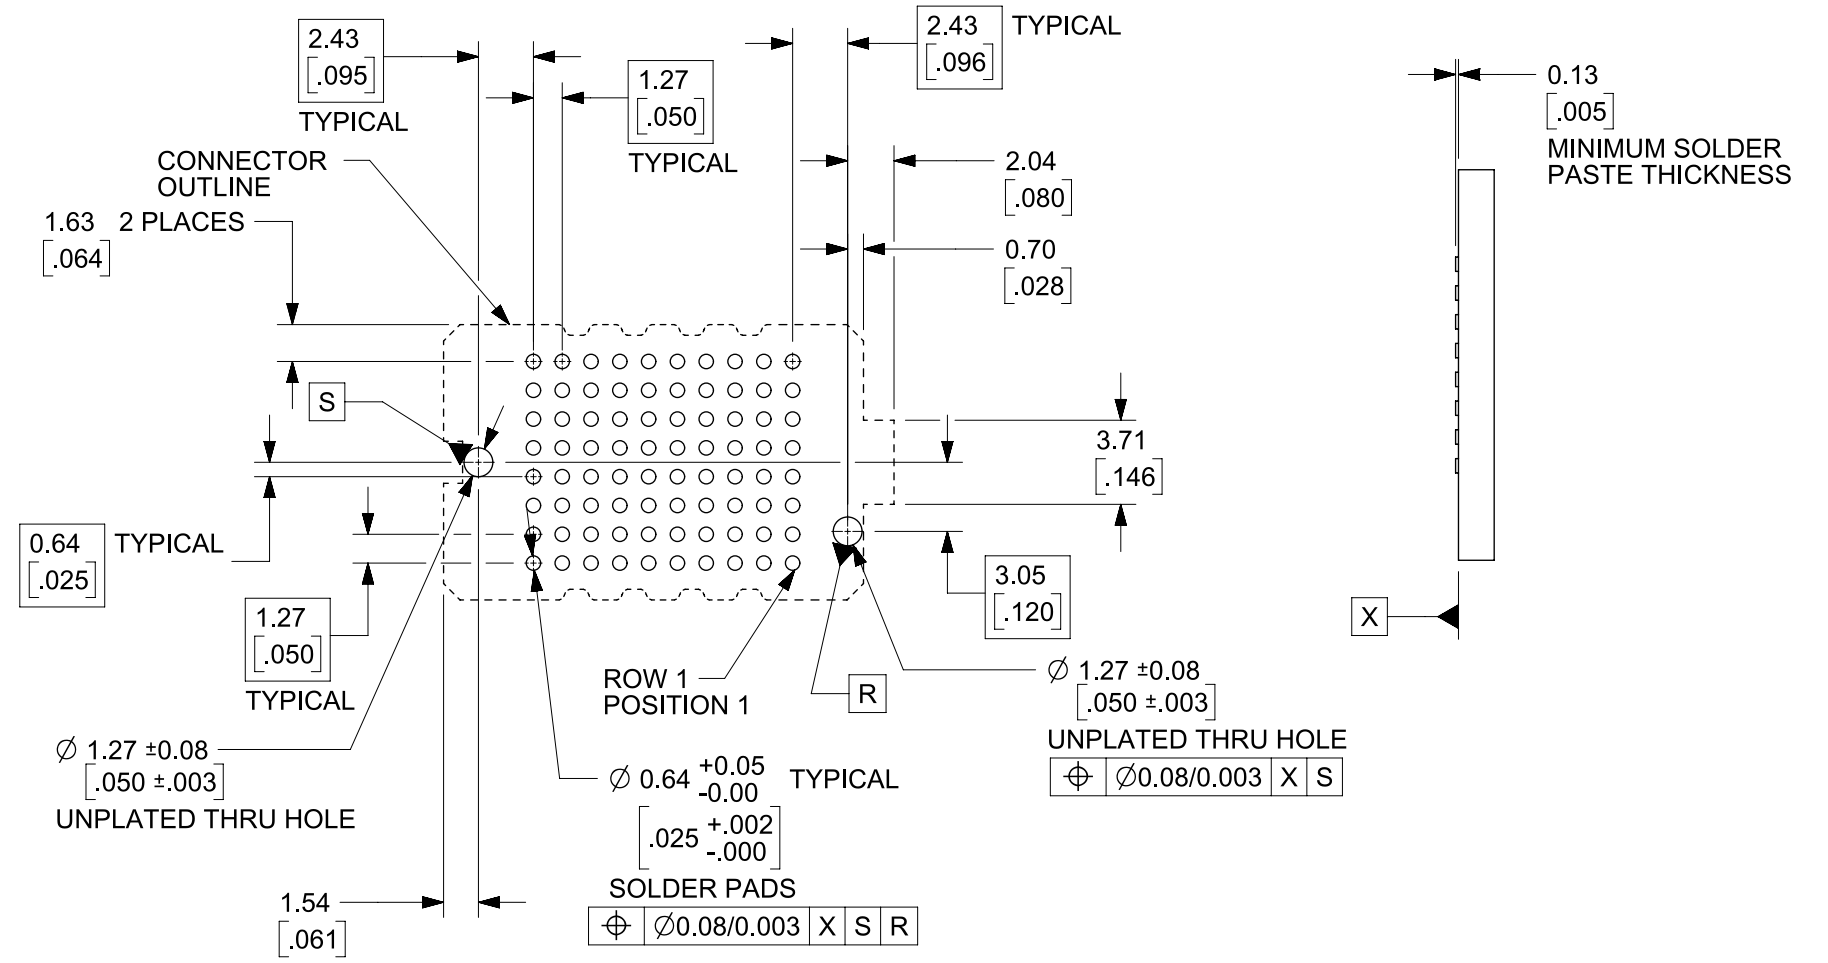 2.43
[.095]
TYPICAL
1.27
[.050]
TYPICAL
2.43 TYPICAL
[.096]
0.13
[.005]
MINIMUM SOLDER
PASTE THICKNESS
CONNECTOR
OUTLINE
1.63 2 PLACES
[.064]
2.04
[.080]
0.70
[.028]
S
3.71
[.146]
0.64 TYPICAL
[.025]
3.05
[.120]
1.27
[.050]
TYPICAL
X
ROW 1
POSITION 1
R
∅ 1.27 ±0.08
[.050 ±.003]
UNPLATED THRU HOLE
⌖ ∅0.08/0.003 X S
∅ 1.27 ±0.08
[.050 ±.003]
UNPLATED THRU HOLE
∅ 0.64 +0.05 TYPICAL
-0.00
[.025 +.002
-.000]
SOLDER PADS
⌖ ∅0.08/0.003 X S R
1.54
[.061]